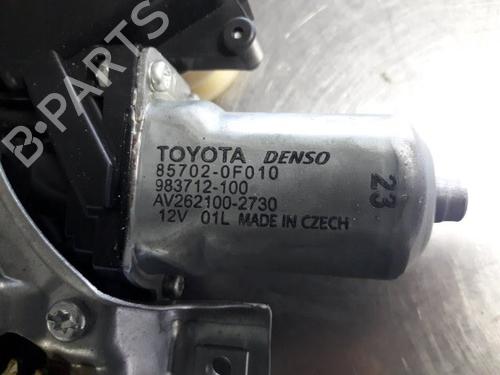 TOYOTA DENSO
85702-0F010
983712-100
AV262100-2730
12V 01L MADE IN CZECH
23
B-PARTS